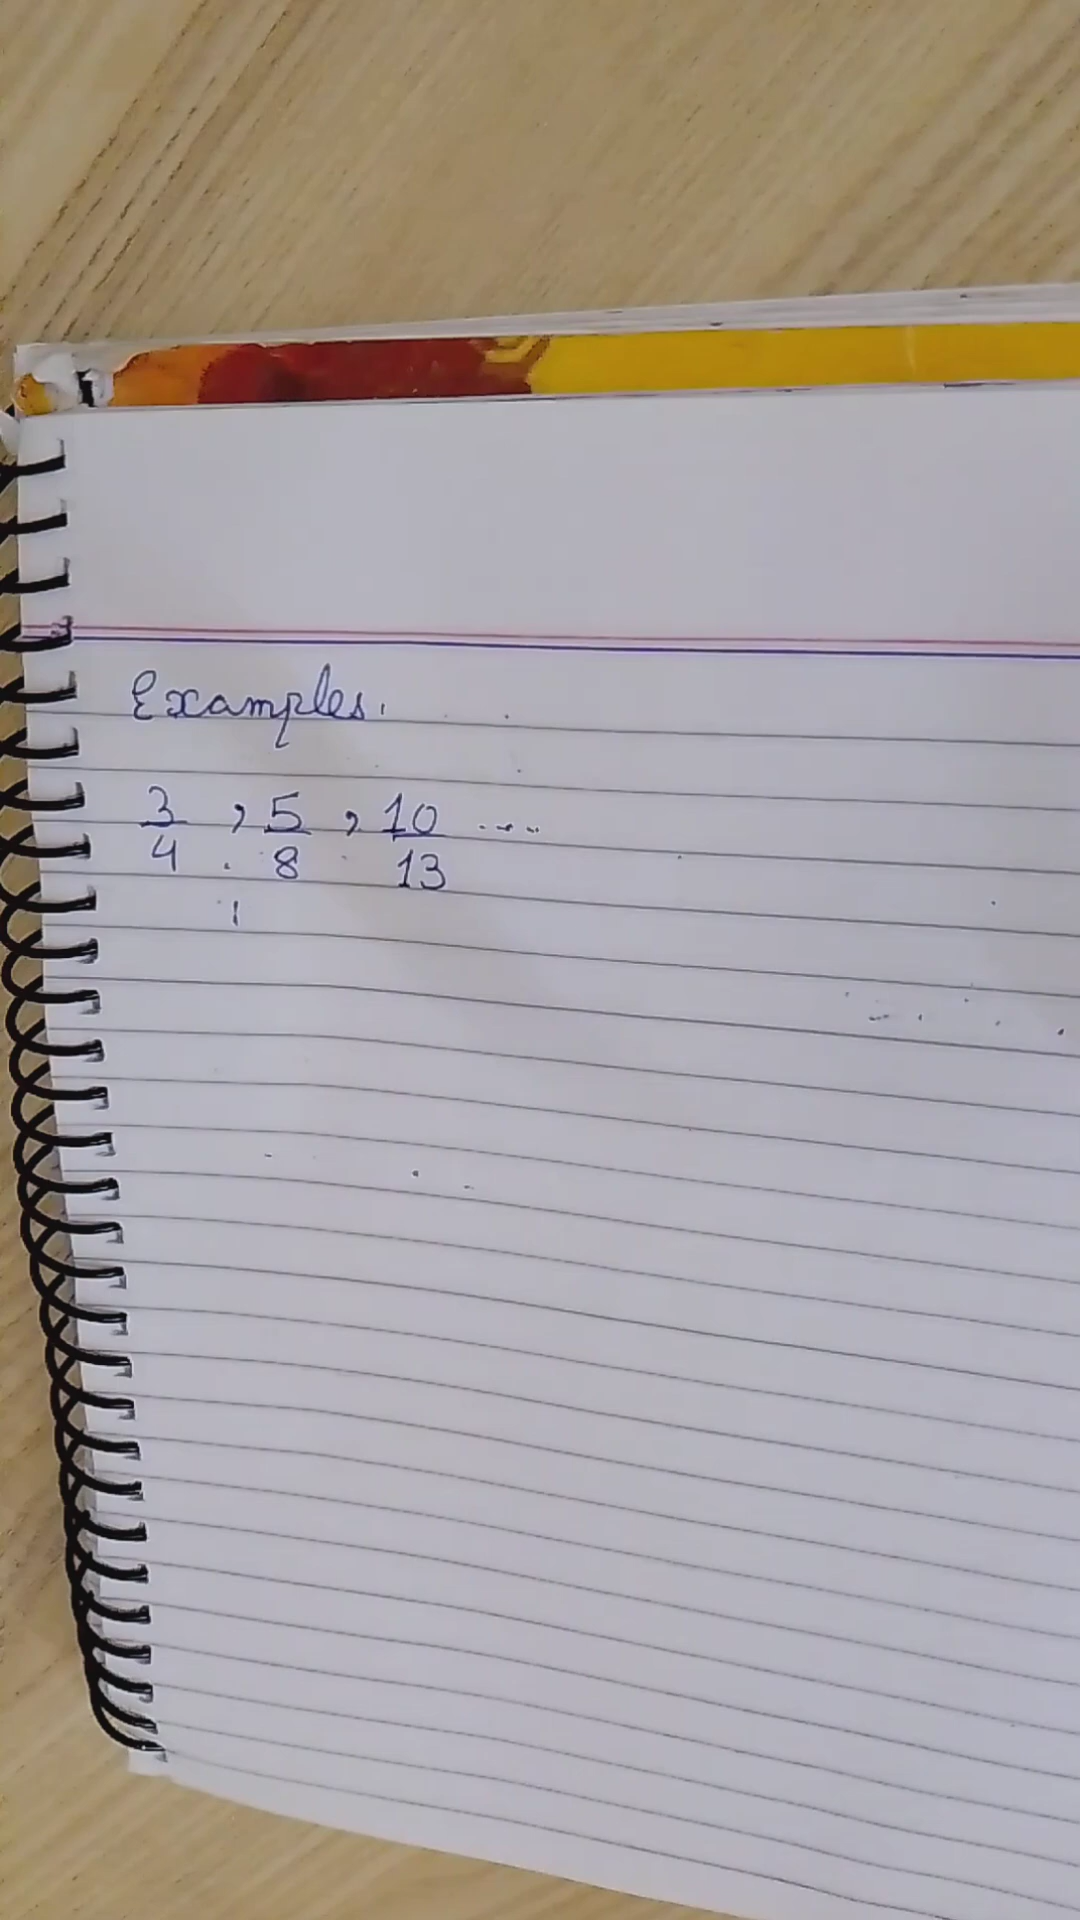 Examples.
3/4 , 5/8 , 10/13 ....